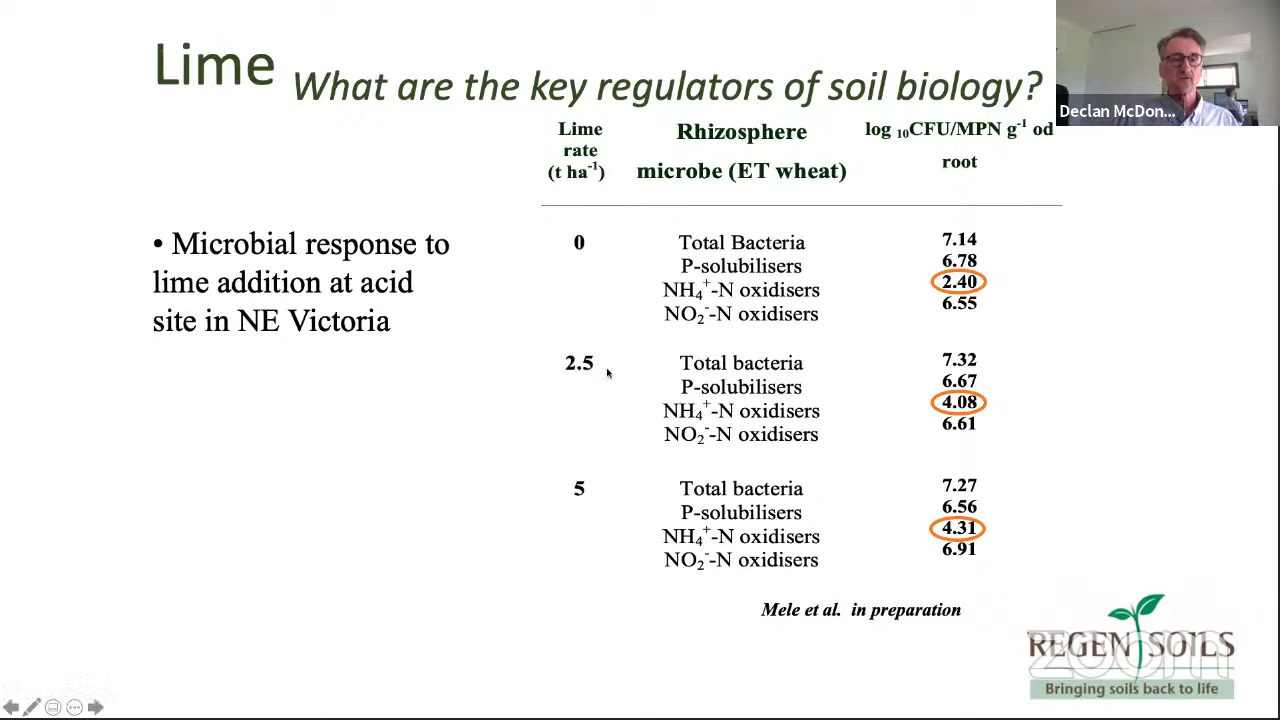 Lime What are the key regulators of soil biology?
Declan McDon...
Lime rate (t ha⁻¹)
Rhizosphere microbe (ET wheat)
log ₁₀CFU/MPN g⁻¹ od root
• Microbial response to
lime addition at acid
site in NE Victoria
0 Total Bacteria 7.14
P-solubilisers 6.78
NH₄⁺-N oxidisers 2.40
NO₂⁻-N oxidisers 6.55
2.5 Total bacteria 7.32
P-solubilisers 6.67
NH₄⁺-N oxidisers 4.08
NO₂⁻-N oxidisers 6.61
5 Total bacteria 7.27
P-solubilisers 6.56
NH₄⁺-N oxidisers 4.31
NO₂⁻-N oxidisers 6.91
Mele et al. in preparation
REGEN SOILS
zoom
Bringing soils back to life